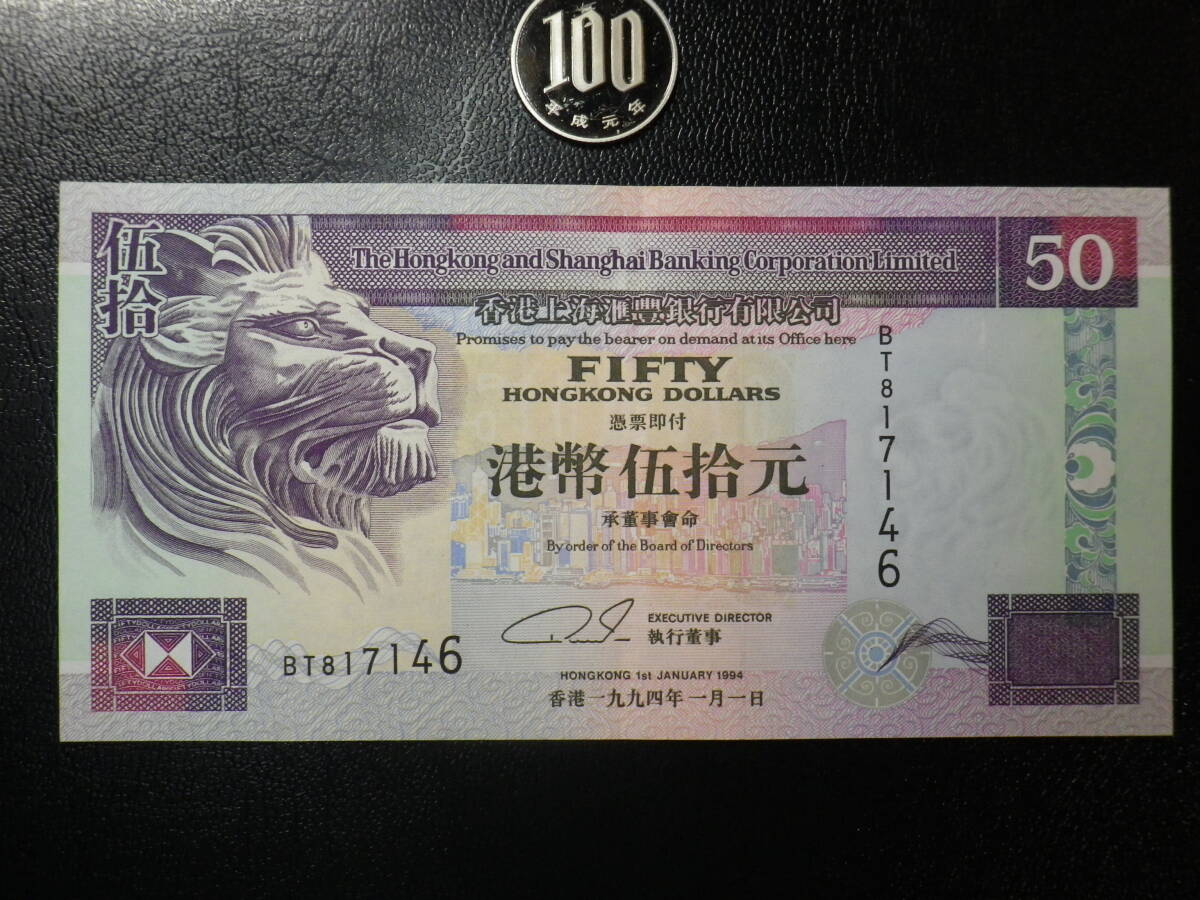 100
平成元年
伍拾
The Hongkong and Shanghai Banking Corporation Limited
50
香港上海滙豐銀行有限公司
Promises to pay the bearer on demand at its Office here
FIFTY
HONGKONG DOLLARS
憑票即付
港幣伍拾元
承董事會命
By order of the Board of Directors
BT817146
EXECUTIVE DIRECTOR
執行董事
BT817146
HONGKONG 1st JANUARY 1994
香港一九九四年一月一日